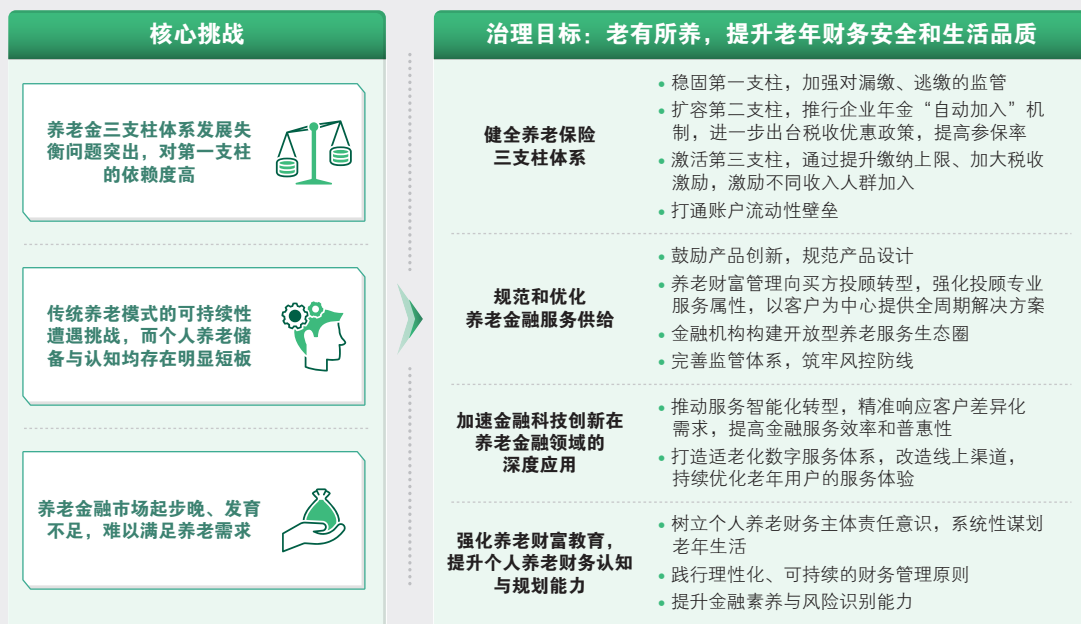 核心挑战
养老金三支柱体系发展失
衡问题突出，对第一支柱
的依赖度高
传统养老模式的可持续性
遭遇挑战，而个人养老储
备与认知均存在明显短板
养老金融市场起步晚、发育
不足，难以满足养老需求
治理目标：老有所养，提升老年财务安全和生活品质
健全养老保险
三支柱体系
• 稳固第一支柱，加强对漏缴、逃缴的监管
• 扩容第二支柱，推行企业年金“自动加入”机
制，进一步出台税收优惠政策，提高参保率
• 激活第三支柱，通过提升缴纳上限、加大税收
激励，激励不同收入人群加入
• 打通账户流动性壁垒
规范和优化
养老金融服务供给
• 鼓励产品创新，规范产品设计
• 养老财富管理向买方投顾转型，强化投顾专业
服务属性，以客户为中心提供全周期解决方案
• 金融机构构建开放型养老服务生态圈
• 完善监管体系，筑牢风控防线
加速金融科技创新在
养老金融领域的
深度应用
• 推动服务智能化转型，精准响应客户差异化
需求，提高金融服务效率和普惠性
• 打造适老化数字服务体系，改造线上渠道，
持续优化老年用户的服务体验
强化养老财富教育，
提升个人养老财务认知
与规划能力
• 树立个人养老财务主体责任意识，系统性谋划
老年生活
• 践行理性化、可持续的财务管理原则
• 提升金融素养与风险识别能力